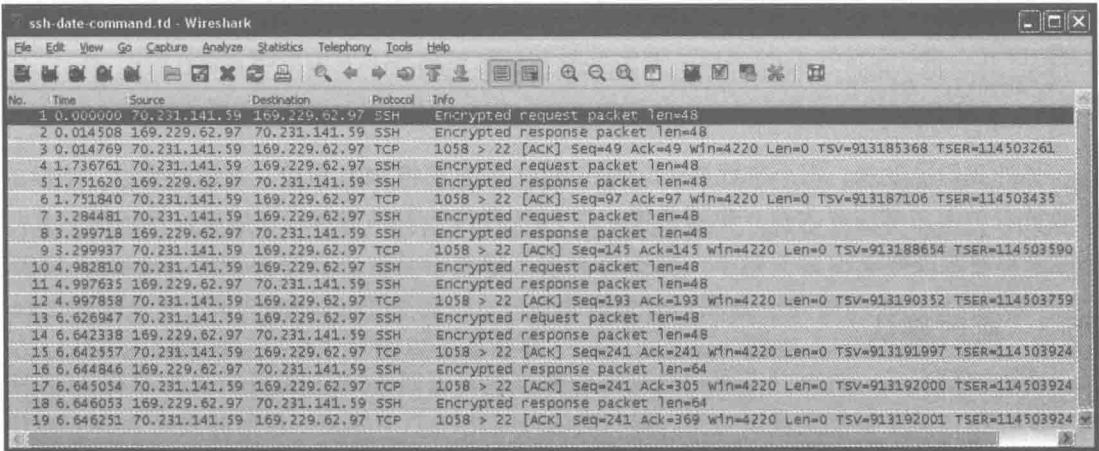 ssh-date-command.td - Wireshark
File Edit View Go Capture Analyze Statistics Telephony Tools Help
No. Time Source Destination Protocol Info
1 0.000000 70.231.141.59 169.229.62.97 SSH Encrypted request packet len=48
2 0.014508 169.229.62.97 70.231.141.59 SSH Encrypted response packet len=48
3 0.014769 70.231.141.59 169.229.62.97 TCP 1058 > 22 [ACK] Seq=49 Ack=49 Win=4220 Len=0 TSV=913185368 TSER=114503261
4 1.736761 70.231.141.59 169.229.62.97 SSH Encrypted request packet len=48
5 1.751620 169.229.62.97 70.231.141.59 SSH Encrypted response packet len=48
6 1.751840 70.231.141.59 169.229.62.97 TCP 1058 > 22 [ACK] Seq=97 Ack=97 Win=4220 Len=0 TSV=913187106 TSER=114503435
7 3.284481 70.231.141.59 169.229.62.97 SSH Encrypted request packet len=48
8 3.299718 169.229.62.97 70.231.141.59 SSH Encrypted response packet len=48
9 3.299937 70.231.141.59 169.229.62.97 TCP 1058 > 22 [ACK] Seq=145 Ack=145 Win=4220 Len=0 TSV=913188654 TSER=114503590
10 4.982810 70.231.141.59 169.229.62.97 SSH Encrypted request packet len=48
11 4.997635 169.229.62.97 70.231.141.59 SSH Encrypted response packet len=48
12 4.997858 70.231.141.59 169.229.62.97 TCP 1058 > 22 [ACK] Seq=193 Ack=193 Win=4220 Len=0 TSV=913190352 TSER=114503759
13 6.626947 70.231.141.59 169.229.62.97 SSH Encrypted request packet len=48
14 6.642338 169.229.62.97 70.231.141.59 SSH Encrypted response packet len=48
15 6.642557 70.231.141.59 169.229.62.97 TCP 1058 > 22 [ACK] Seq=241 Ack=241 Win=4220 Len=0 TSV=913191997 TSER=114503924
16 6.644846 169.229.62.97 70.231.141.59 SSH Encrypted response packet len=64
17 6.645054 70.231.141.59 169.229.62.97 TCP 1058 > 22 [ACK] Seq=241 Ack=305 Win=4220 Len=0 TSV=913192000 TSER=114503924
18 6.646053 169.229.62.97 70.231.141.59 SSH Encrypted response packet len=64
19 6.646251 70.231.141.59 169.229.62.97 TCP 1058 > 22 [ACK] Seq=241 Ack=369 Win=4220 Len=0 TSV=913192001 TSER=114503924